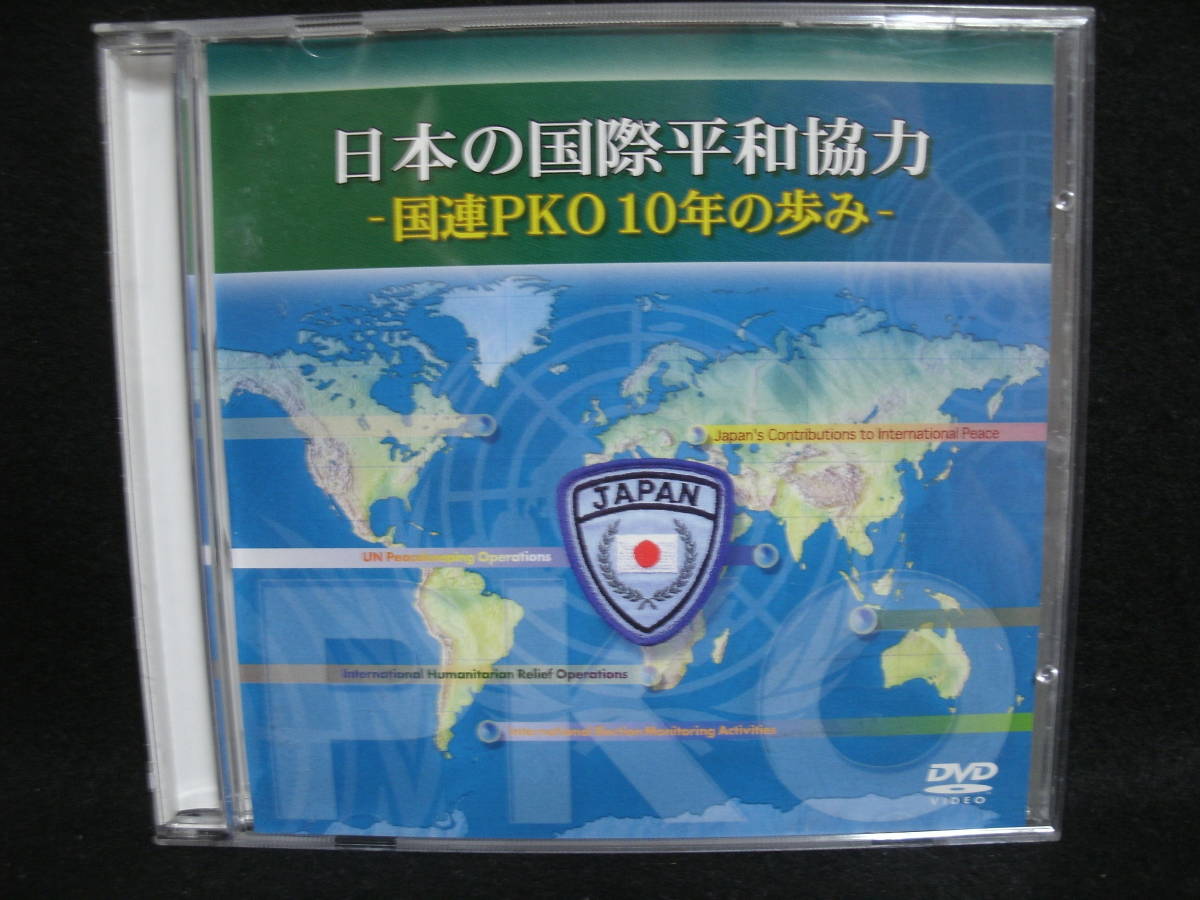 日本の国際平和協力
-国連PKO 10年の歩み-
Japan's Contributions to International Peace
JAPAN
UN Peacekeeping Operations
International Humanitarian Relief Operations
International Election Monitoring Activities
PKO
DVD
VIDEO